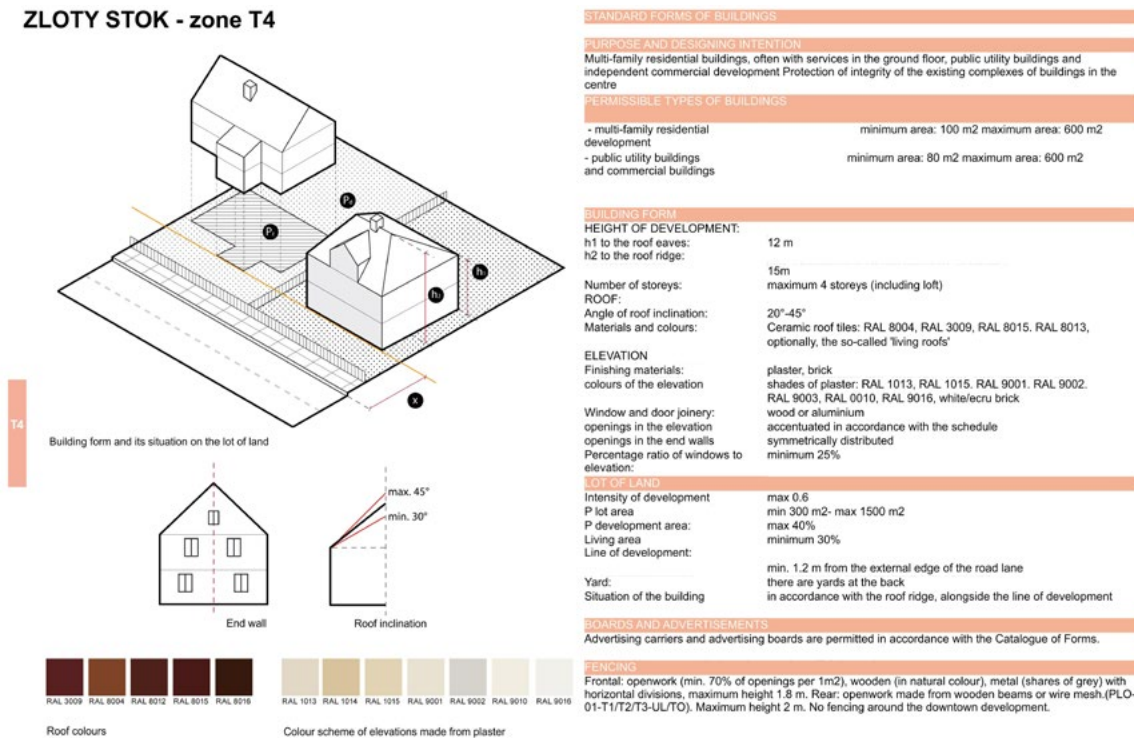 ZLOTY STOK - zone T4
P₄
h₁
h₂
x
T4
Building form and its situation on the lot of land
max. 45°
min. 30°
End wall
Roof inclination
RAL 3009 RAL 8004 RAL 8012 RAL 8015 RAL 8016
RAL 1013 RAL 1014 RAL 1015 RAL 9001 RAL 9002 RAL 9010 RAL 9016
Roof colours
Colour scheme of elevations made from plaster
STANDARD FORMS OF BUILDINGS
PURPOSE AND DESIGNING INTENTION
Multi-family residential buildings, often with services in the ground floor, public utility buildings and
independent commercial development Protection of integrity of the existing complexes of buildings in the
centre
PERMISSIBLE TYPES OF BUILDINGS
- multi-family residential minimum area: 100 m2 maximum area: 600 m2
development
- public utility buildings minimum area: 80 m2 maximum area: 600 m2
and commercial buildings
BUILDING FORM
HEIGHT OF DEVELOPMENT:
h1 to the roof eaves: 12 m
h2 to the roof ridge:
15m
Number of storeys: maximum 4 storeys (including loft)
ROOF:
Angle of roof inclination: 20°-45°
Materials and colours: Ceramic roof tiles: RAL 8004, RAL 3009, RAL 8015. RAL 8013,
optionally, the so-called 'living roofs'
ELEVATION
Finishing materials: plaster, brick
colours of the elevation shades of plaster: RAL 1013, RAL 1015. RAL 9001. RAL 9002.
RAL 9003, RAL 0010, RAL 9016, white/ecru brick
Window and door joinery: wood or aluminium
openings in the elevation accentuated in accordance with the schedule
openings in the end walls symmetrically distributed
Percentage ratio of windows to minimum 25%
elevation:
LOT OF LAND
Intensity of development max 0.6
P lot area min 300 m2- max 1500 m2
P development area: max 40%
Living area minimum 30%
Line of development:
min. 1.2 m from the external edge of the road lane
Yard: there are yards at the back
Situation of the building in accordance with the roof ridge, alongside the line of development
BOARDS AND ADVERTISEMENTS
Advertising carriers and advertising boards are permitted in accordance with the Catalogue of Forms.
FENCING
Frontal: openwork (min. 70% of openings per 1m2), wooden (in natural colour), metal (shares of grey) with
horizontal divisions, maximum height 1.8 m. Rear: openwork made from wooden beams or wire mesh.(PLO-
01-T1/T2/T3-UL/TO). Maximum height 2 m. No fencing around the downtown development.